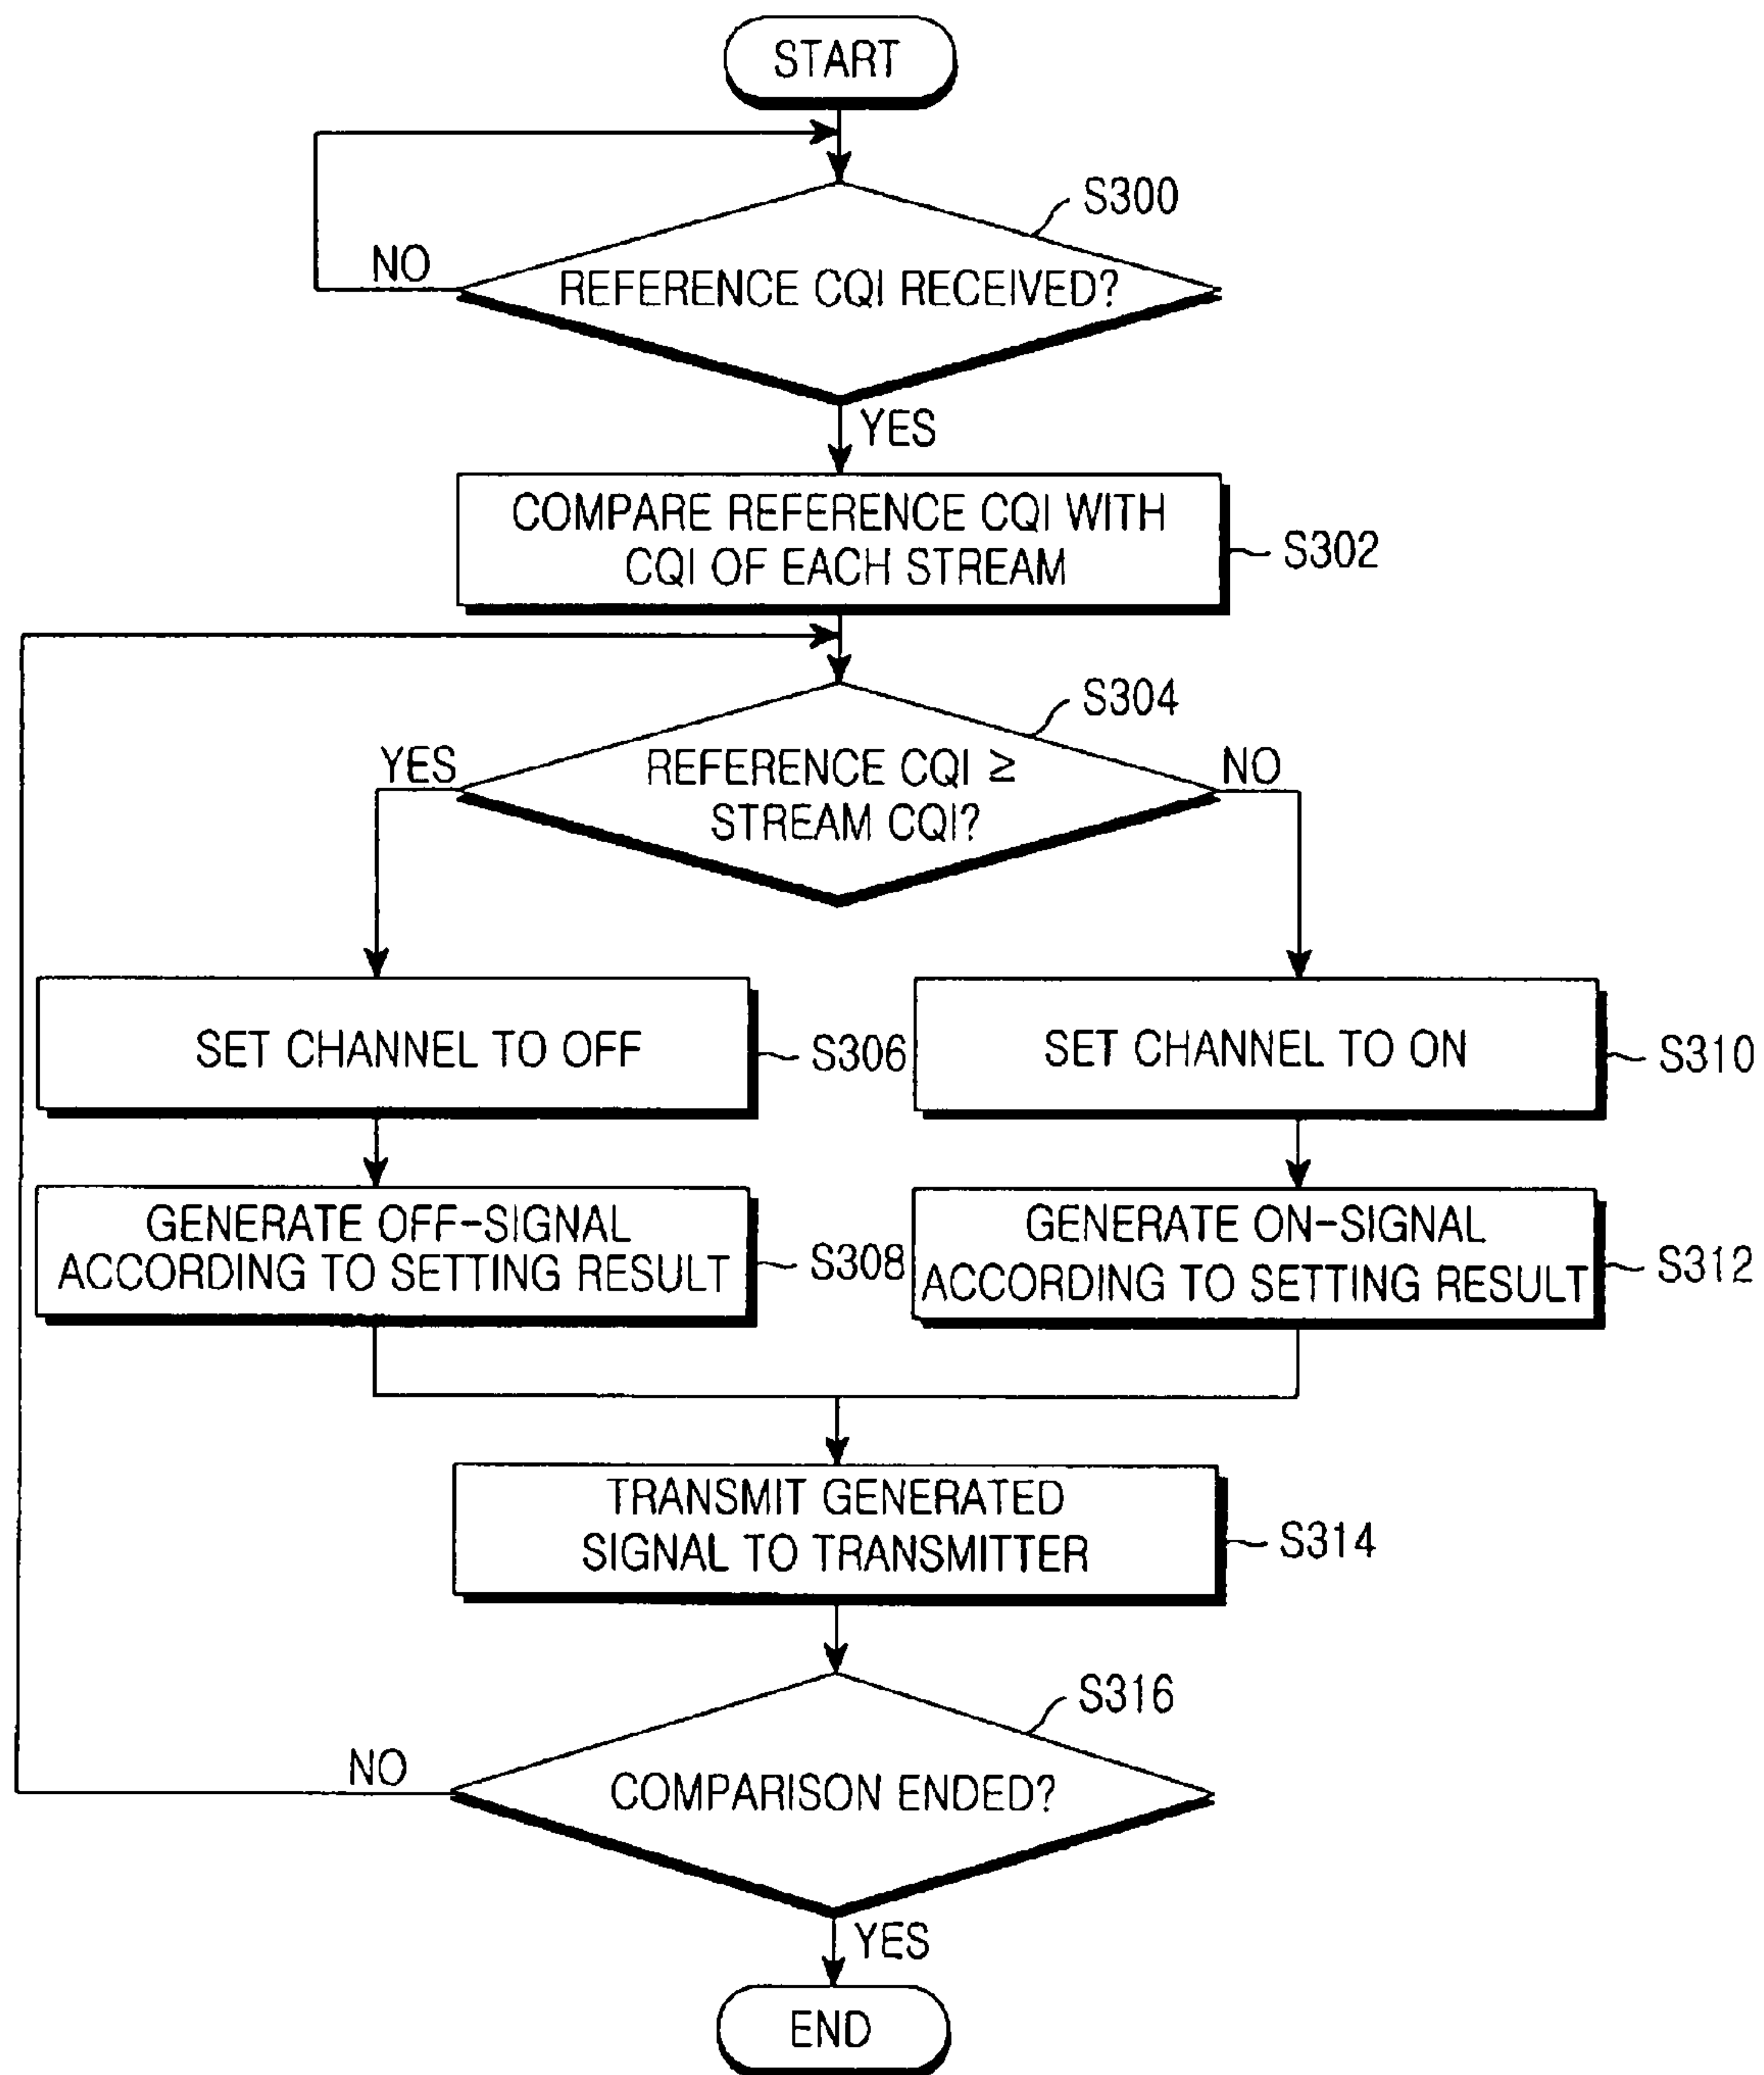 START
S300
NO
REFERENCE CQI RECEIVED?
YES
COMPARE REFERENCE CQI WITH
CQI OF EACH STREAM
S302
S304
YES
REFERENCE CQI ≥
STREAM CQI?
NO
SET CHANNEL TO OFF
S306
SET CHANNEL TO ON
S310
GENERATE OFF-SIGNAL
ACCORDING TO SETTING RESULT
S308
GENERATE ON-SIGNAL
ACCORDING TO SETTING RESULT
S312
TRANSMIT GENERATED
SIGNAL TO TRANSMITTER
S314
S316
NO
COMPARISON ENDED?
YES
END